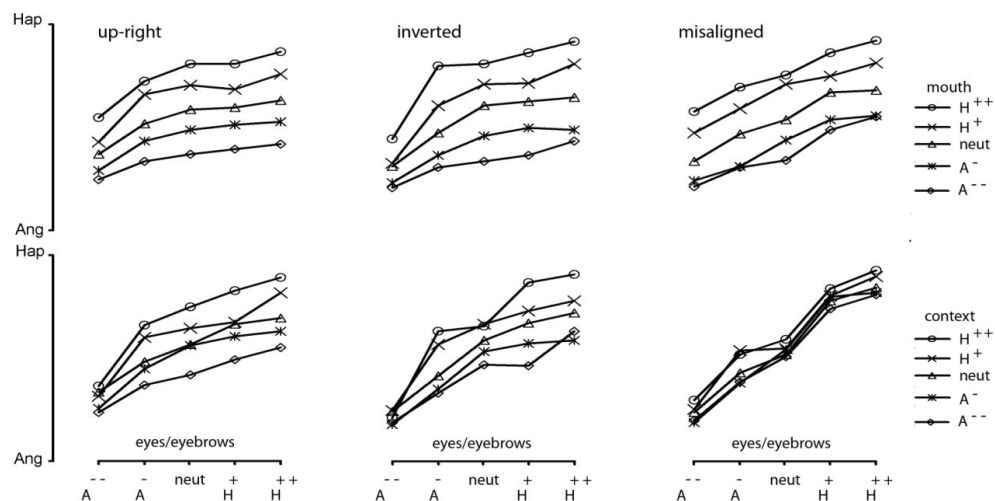 Hap
up-right
inverted
misaligned
mouth
H++
H+
neut
A-
A--
Ang
Hap
context
H++
H+
neut
A-
A--
eyes/eyebrows
eyes/eyebrows
eyes/eyebrows
Ang
-- - neut + ++
A A H H
-- - neut + ++
A A H H
-- - neut + ++
A A H H